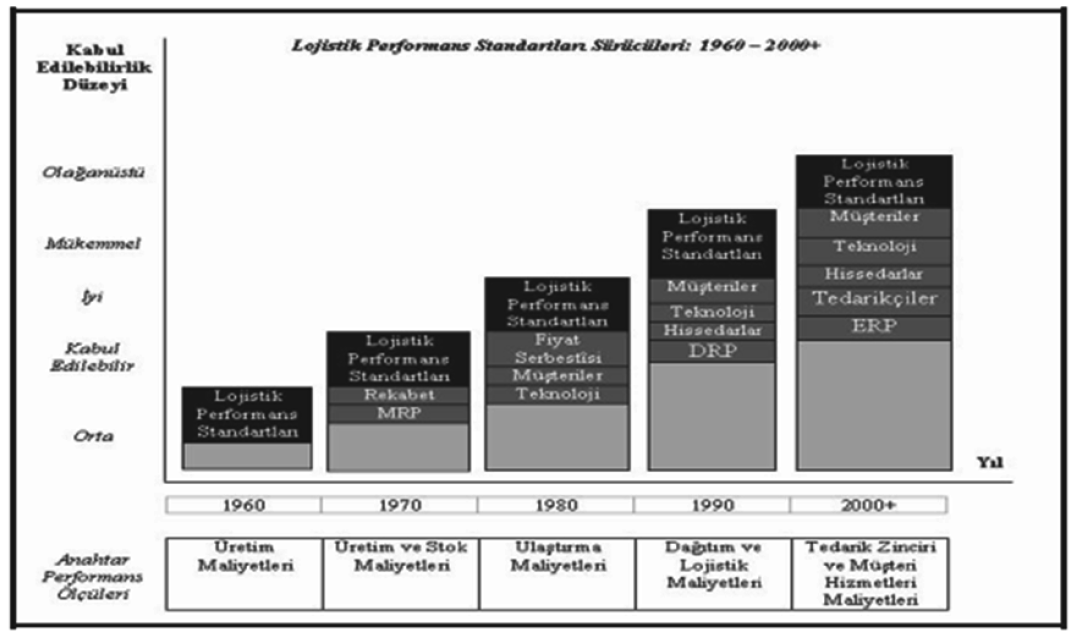 Lojistik Performans Standartları Sürücüleri: 1960 – 2000+
Kabul
Edilebilirlik
Düzeyi
Olağanüstü
Mükemmel
İyi
Kabul
Edilebilir
Orta
Lojistik
Performans
Standartları
Lojistik
Performans
Standartları
Rekabet
MRP
Lojistik
Performans
Standartları
Fiyat
Serbestisi
Müşteriler
Teknoloji
Lojistik
Performans
Standartları
Müşteriler
Teknoloji
Hissedarlar
DRP
Lojistik
Performans
Standartları
Müşteriler
Teknoloji
Hissedarlar
Tedarikçiler
ERP
Yıl
1960
1970
1980
1990
2000+
Anahtar
Performans
Ölçüleri
Üretim
Maliyetleri
Üretim ve Stok
Maliyetleri
Ulaştırma
Maliyetleri
Dağıtım ve
Lojistik
Maliyetleri
Tedarik Zinciri
ve Müşteri
Hizmetleri
Maliyetleri